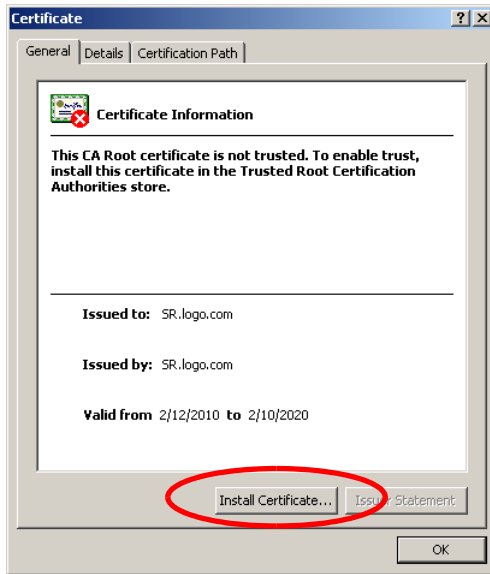 Certificate
General Details Certification Path
Certificate Information
This CA Root certificate is not trusted. To enable trust,
install this certificate in the Trusted Root Certification
Authorities store.
Issued to: SR.logo.com
Issued by: SR.logo.com
Valid from 2/12/2010 to 2/10/2020
Install Certificate... Issuer Statement
OK